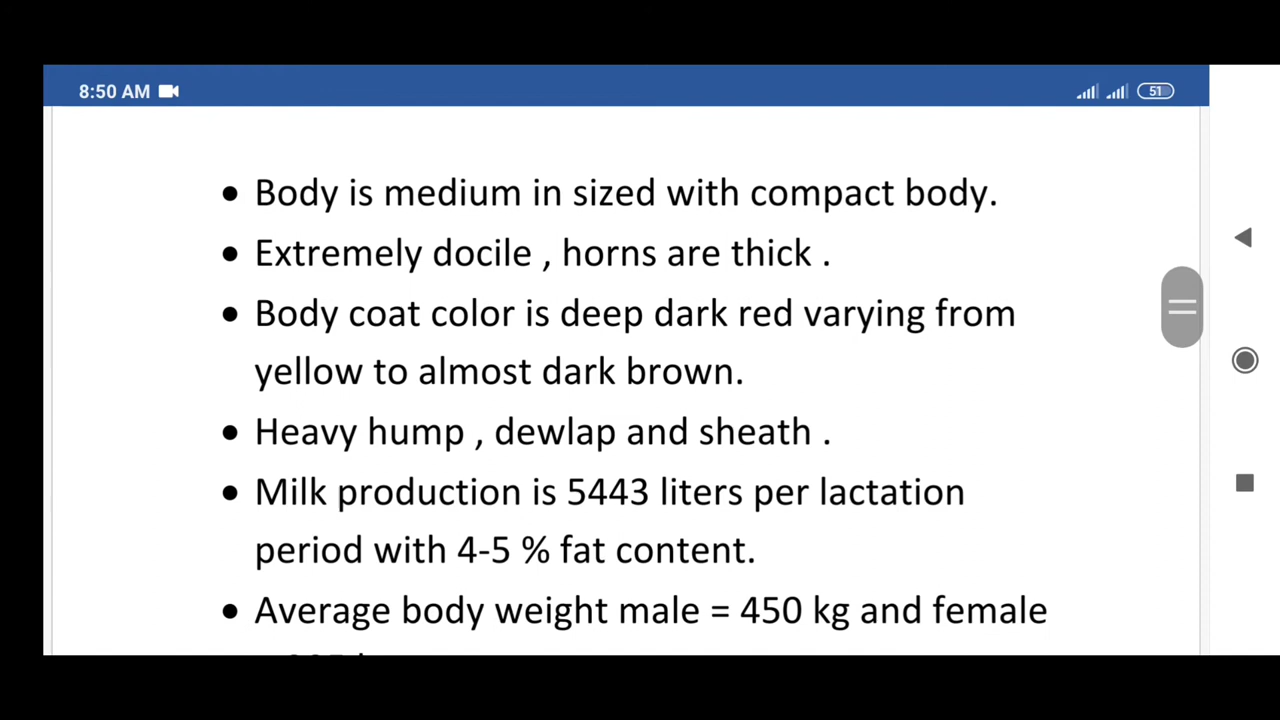 8:50 AM
51
• Body is medium in sized with compact body.
• Extremely docile , horns are thick .
• Body coat color is deep dark red varying from
yellow to almost dark brown.
• Heavy hump , dewlap and sheath .
• Milk production is 5443 liters per lactation
period with 4-5 % fat content.
• Average body weight male = 450 kg and female